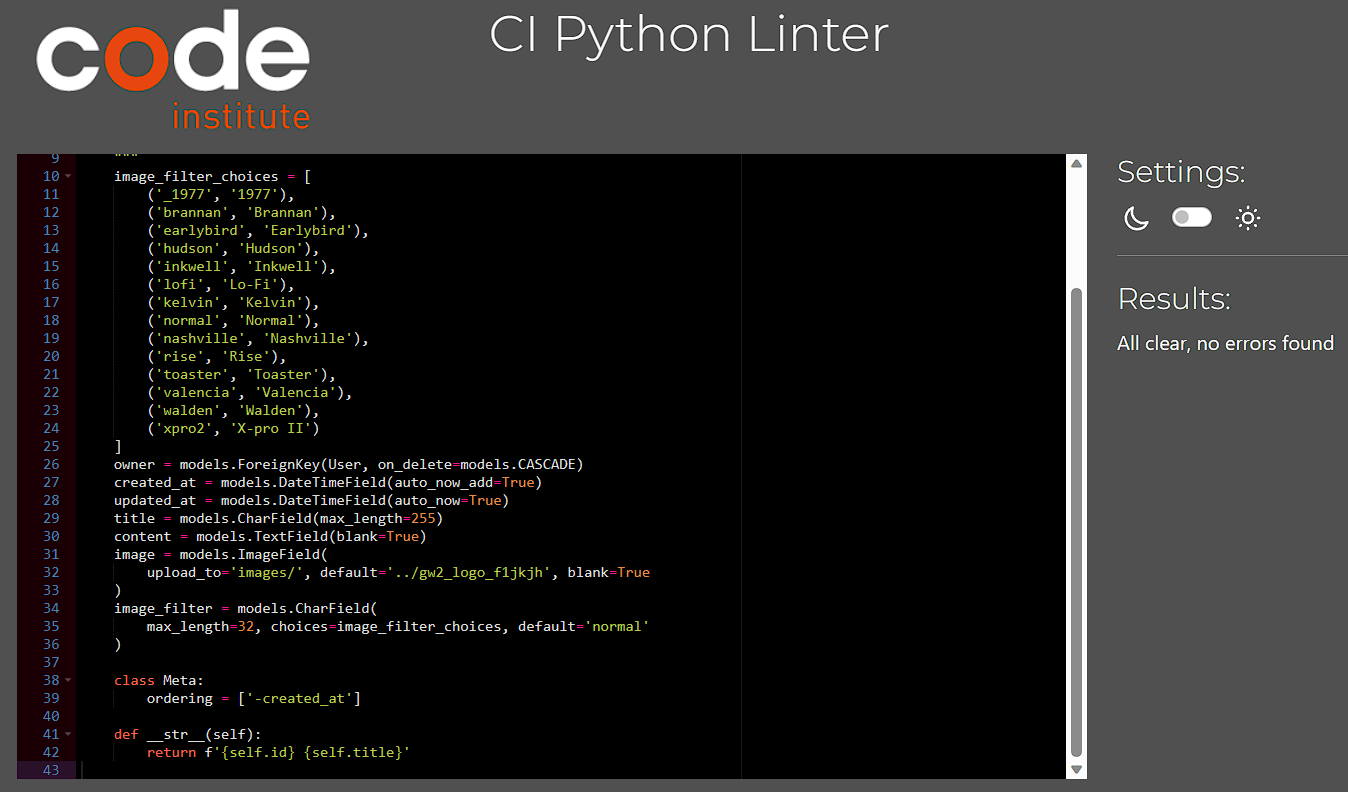 code
institute
CI Python Linter
9 """
10 image_filter_choices = [
11 ('_1977', '1977'),
12 ('brannan', 'Brannan'),
13 ('earlybird', 'Earlybird'),
14 ('hudson', 'Hudson'),
15 ('inkwell', 'Inkwell'),
16 ('lofi', 'Lo-Fi'),
17 ('kelvin', 'Kelvin'),
18 ('normal', 'Normal'),
19 ('nashville', 'Nashville'),
20 ('rise', 'Rise'),
21 ('toaster', 'Toaster'),
22 ('valencia', 'Valencia'),
23 ('walden', 'Walden'),
24 ('xpro2', 'X-pro II')
25 ]
26 owner = models.ForeignKey(User, on_delete=models.CASCADE)
27 created_at = models.DateTimeField(auto_now_add=True)
28 updated_at = models.DateTimeField(auto_now=True)
29 title = models.CharField(max_length=255)
30 content = models.TextField(blank=True)
31 image = models.ImageField(
32 upload_to='images/', default='../gw2_logo_f1jkjh', blank=True
33 )
34 image_filter = models.CharField(
35 max_length=32, choices=image_filter_choices, default='normal'
36 )
37
38 class Meta:
39 ordering = ['-created_at']
40
41 def __str__(self):
42 return f'{self.id} {self.title}'
43
Settings:
Results:
All clear, no errors found